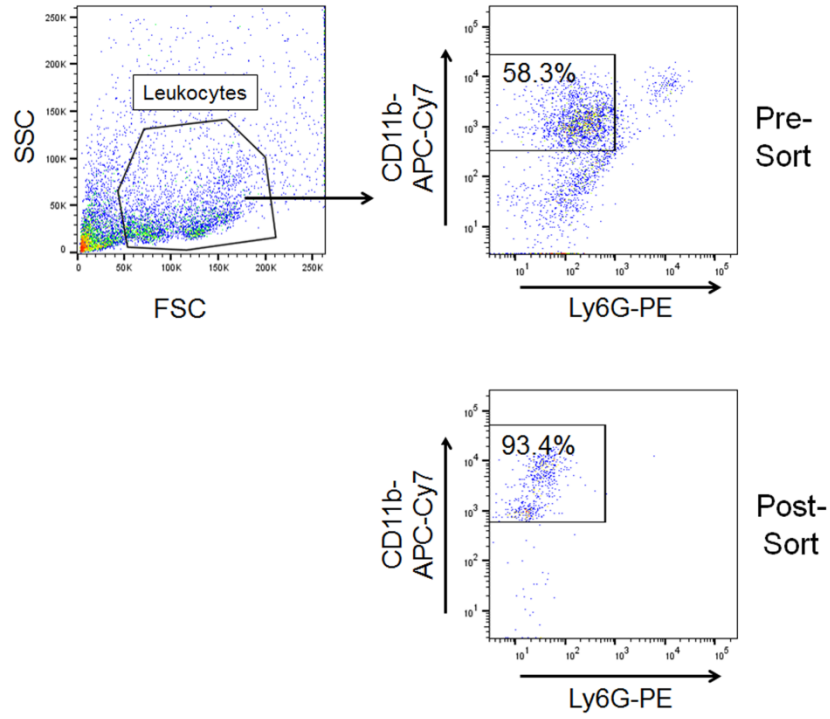 250K
200K
150K
100K
50K
0
SSC
Leukocytes
0
50K
100K
150K
200K
250K
FSC
10^5
10^4
10^3
10^2
10^1
58.3%
CD11b-
APC-Cy7
10^1
10^2
10^3
10^4
10^5
Ly6G-PE
Pre-
Sort
10^5
10^4
10^3
10^2
10^1
93.4%
CD11b-
APC-Cy7
10^1
10^2
10^3
10^4
10^5
Ly6G-PE
Post-
Sort